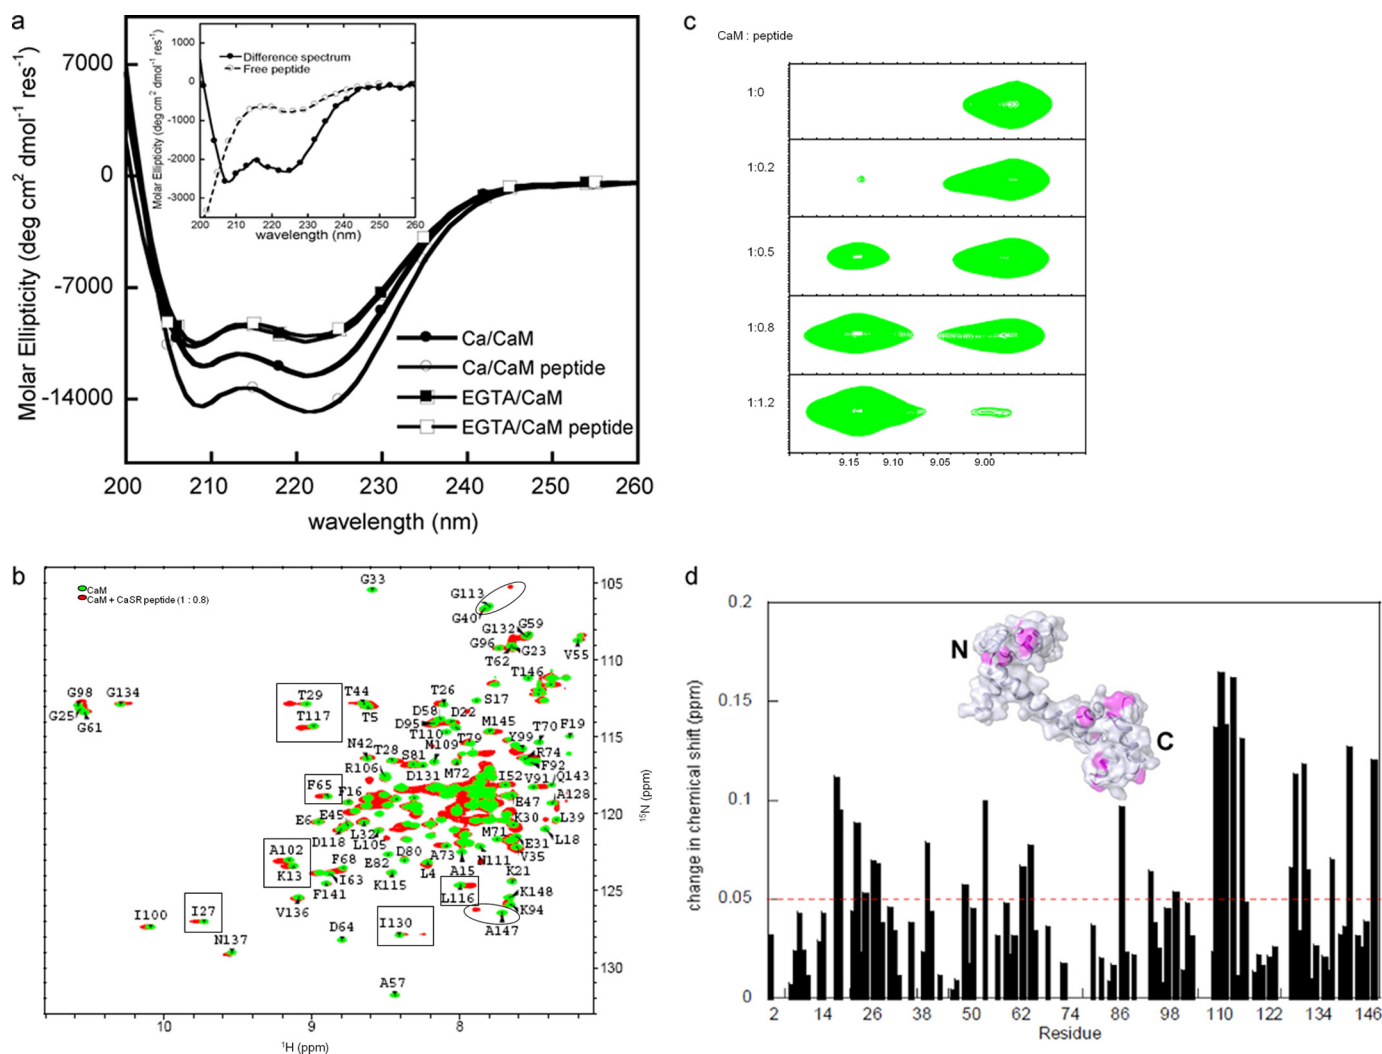 a
Molar Ellipticity (deg cm² dmol⁻¹ res⁻¹)
7000
0
-7000
-14000
200 210 220 230 240 250 260
wavelength (nm)
Ca/CaM
Ca/CaM peptide
EGTA/CaM
EGTA/CaM peptide
Molar Ellipticity (deg cm² dmol⁻¹ res⁻¹)
1000
0
-1000
-2000
-3000
200 210 220 230 240 250 260
wavelength (nm)
Difference spectrum
Free peptide
c
CaM : peptide
1:0
1:0.2
1:0.5
1:0.8
1:1.2
9.15 9.10 9.05 9.00
b
CaM
CaM + CaSR peptide (1 : 0.8)
G33
G113
G40
G132 G59
G96 G23
T62
V55
T146
G98 G134
G25
G61
T29
T117
T44
T5
T26
S17
D58
D22
D95
T110
M145
T70 F19
T79
N42
T28
M109
Y99
S81
R74
R106
D131 M72
F92
F65
F16
I52 V91 Q143
A128
E6 E45
E47
K30
L39
D118 L32
L105
M71
E31 L18
V35
A102
K13
F68
I63
E82
D80
A73
N111
L4
A15
K21
F141
K115
L116
K148
V136
K94
I100
I27
D64
I130
A147
N137
A57
105
110
115
120
125
130
¹⁵N (ppm)
10 9 8
¹H (ppm)
d
change in chemical shift (ppm)
0.2
0.15
0.1
0.05
0
N
C
2 14 26 38 50 62 74 86 98 110 122 134 146
Residue